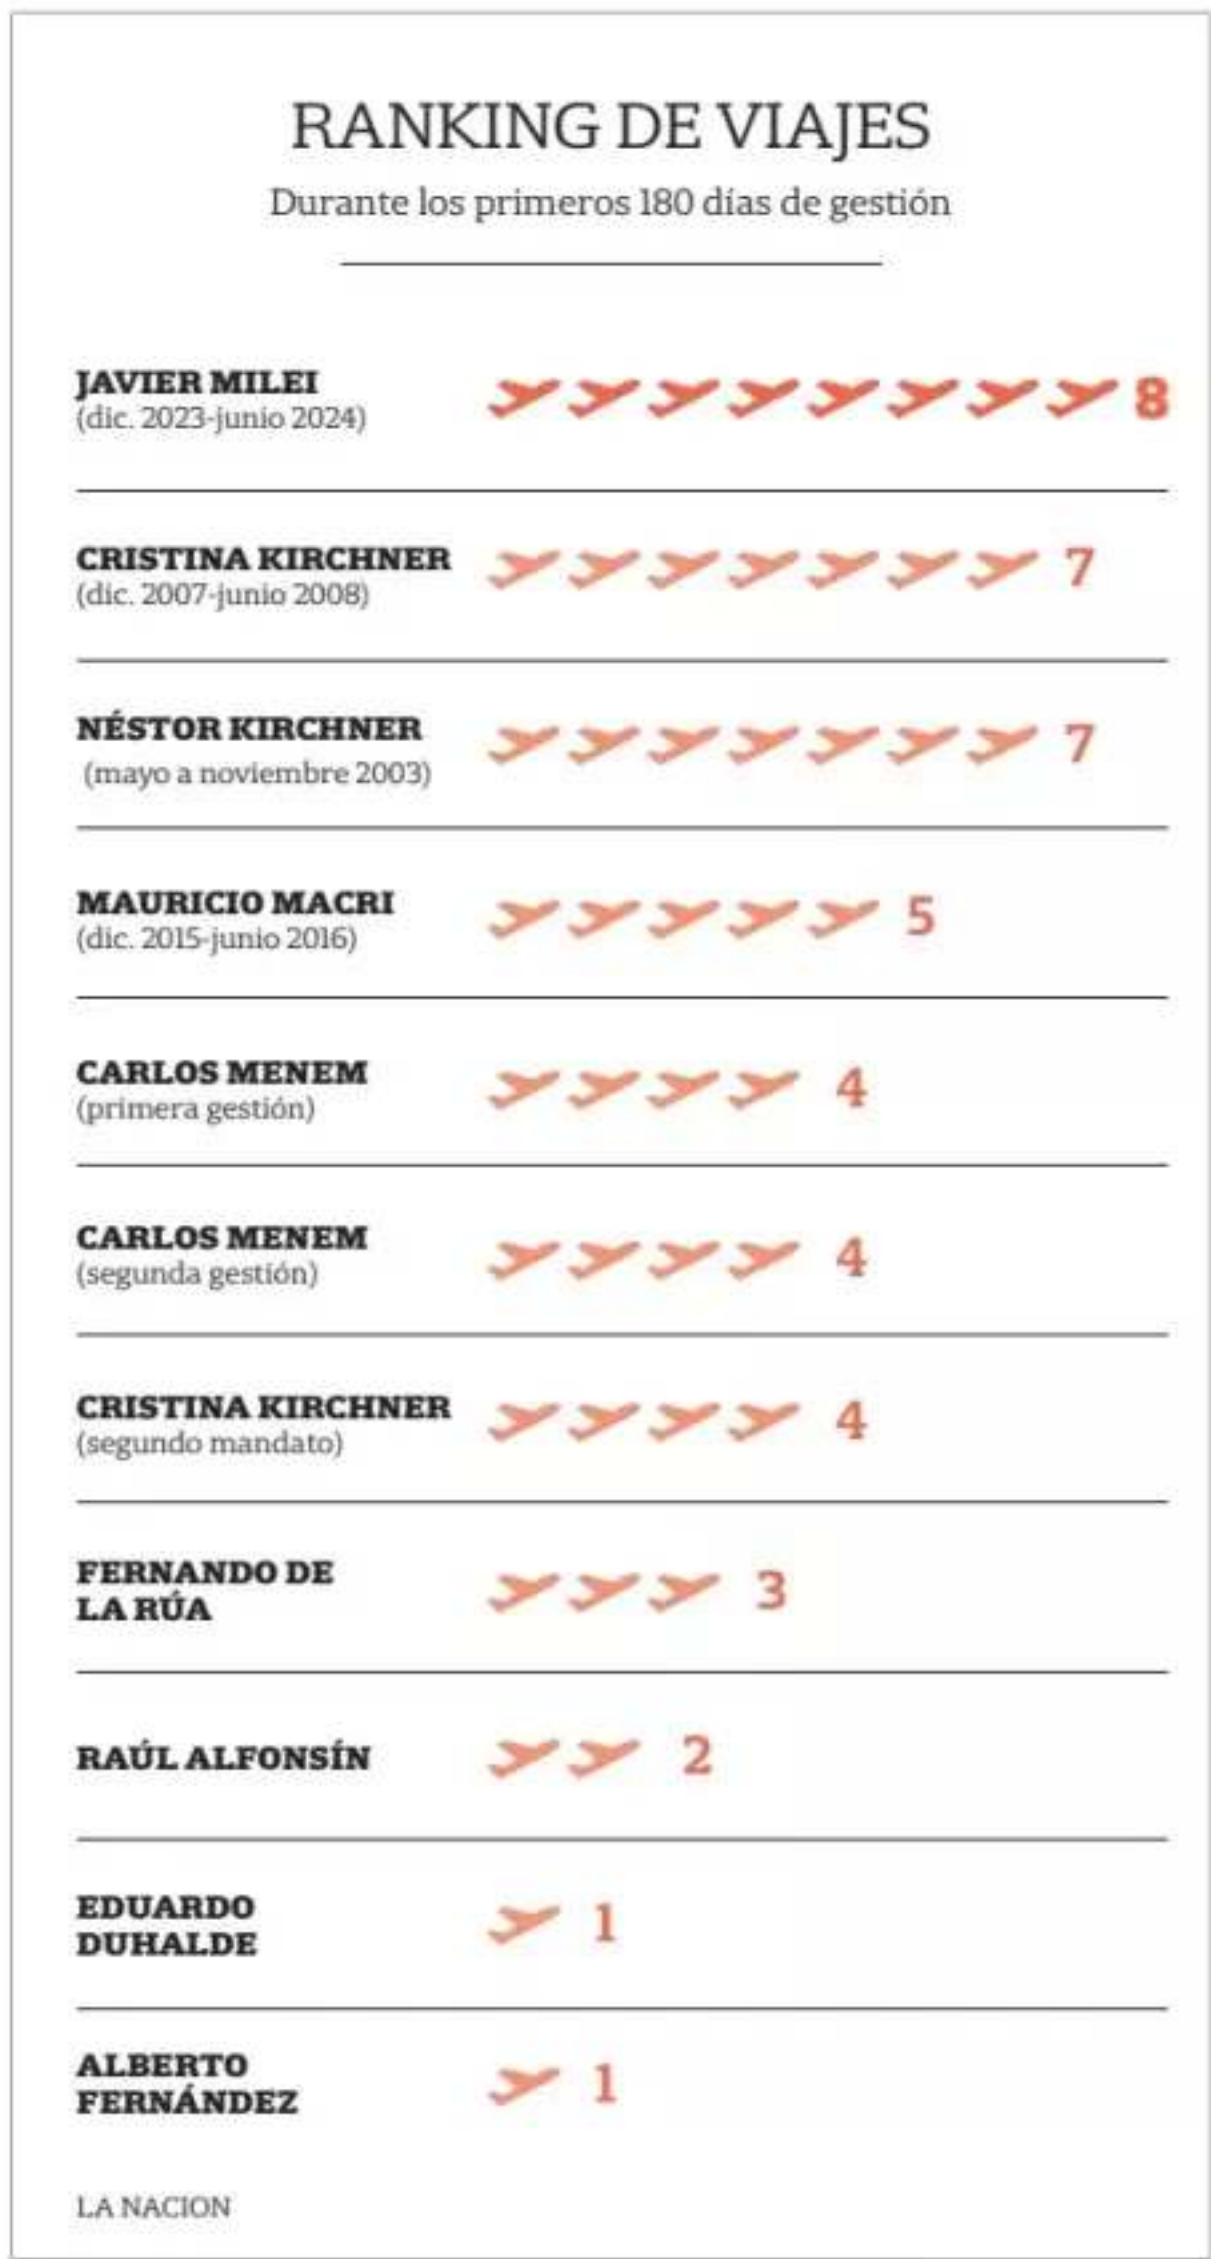 RANKING DE VIAJES
Durante los primeros 180 días de gestión
JAVIER MILEI
(dic. 2023-junio 2024)
8
CRISTINA KIRCHNER
(dic. 2007-junio 2008)
7
NÉSTOR KIRCHNER
(mayo a noviembre 2003)
7
MAURICIO MACRI
(dic. 2015-junio 2016)
5
CARLOS MENEM
(primera gestión)
4
CARLOS MENEM
(segunda gestión)
4
CRISTINA KIRCHNER
(segundo mandato)
4
FERNANDO DE
LA RÚA
3
RAÚL ALFONSÍN
2
EDUARDO
DUHALDE
1
ALBERTO
FERNÁNDEZ
1
LA NACION